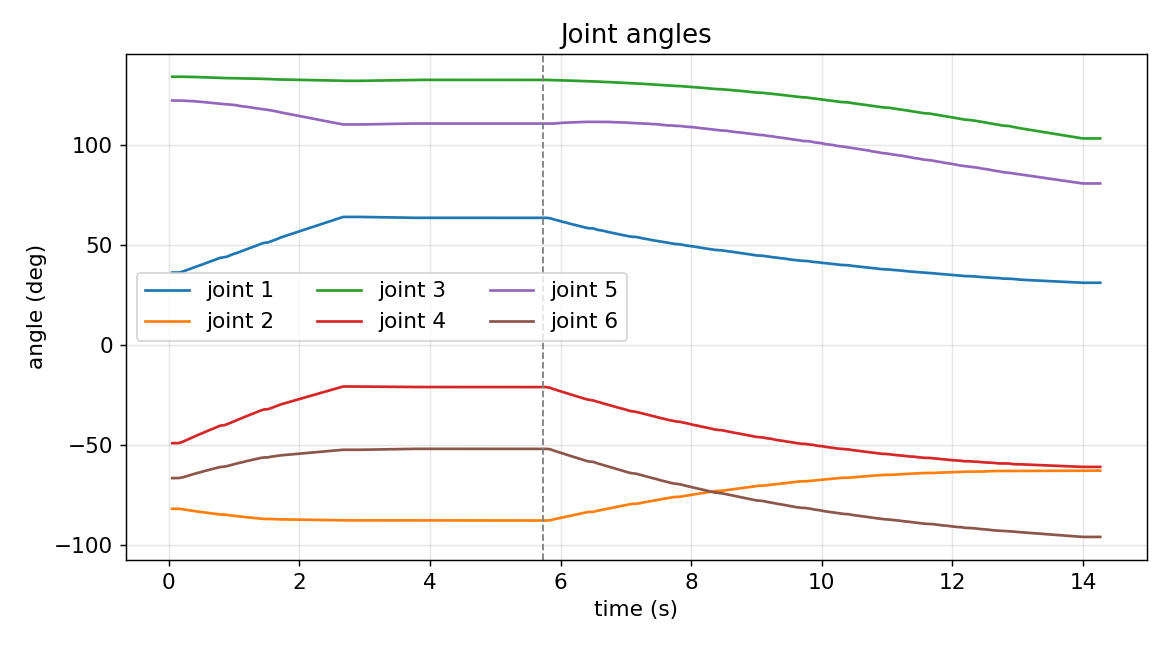 Joint angles
angle (deg)
100
50
0
−50
−100
joint 1 joint 3 joint 5
joint 2 joint 4 joint 6
0 2 4 6 8 10 12 14
time (s)